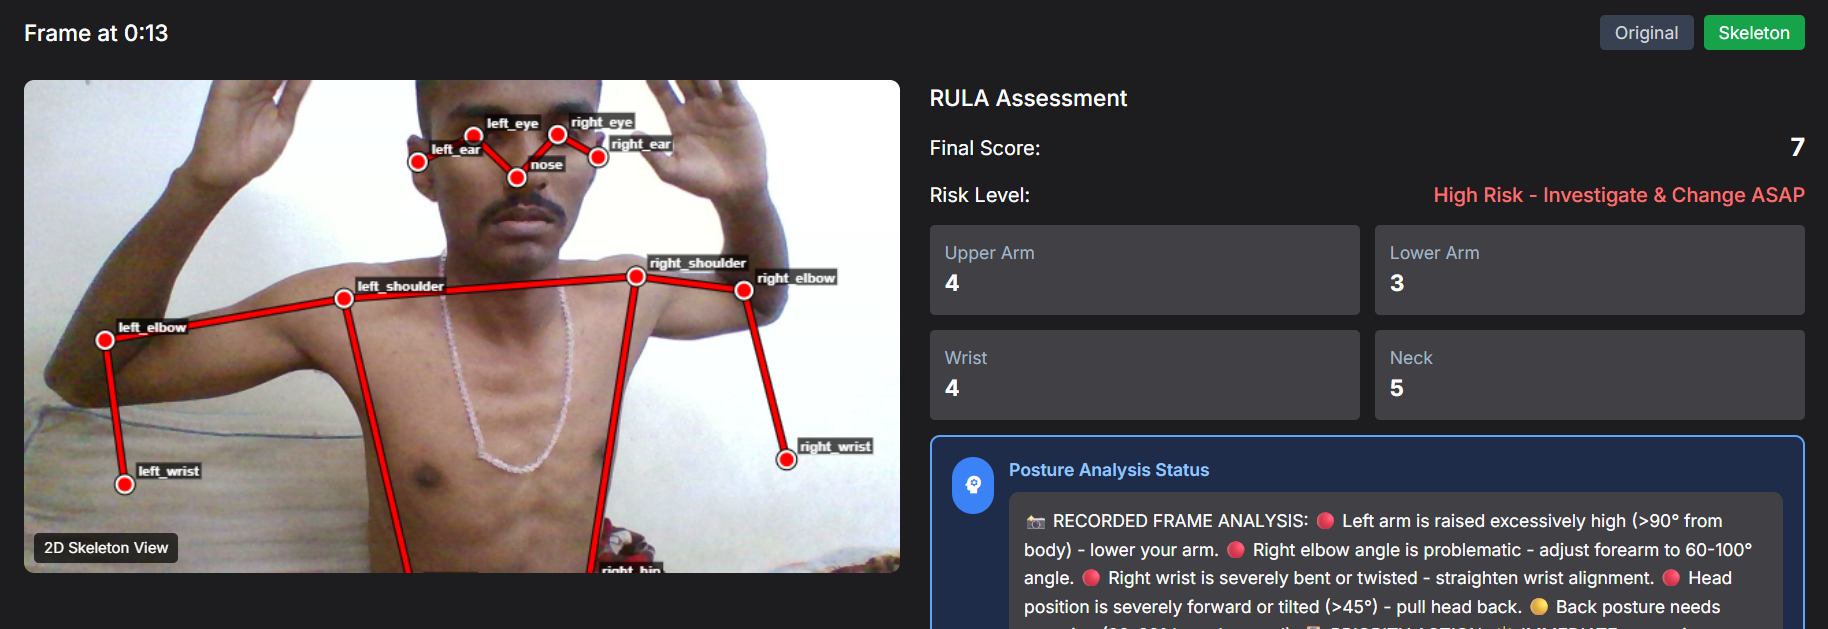 Frame at 0:13
Original
Skeleton
left_eye
right_eye
left_ear
right_ear
nose
left_shoulder
right_shoulder
left_elbow
right_elbow
left_wrist
right_wrist
right_hip
2D Skeleton View
RULA Assessment
Final Score:
7
Risk Level:
High Risk - Investigate & Change ASAP
Upper Arm
4
Lower Arm
3
Wrist
4
Neck
5
Posture Analysis Status
📸 RECORDED FRAME ANALYSIS: 🔴 Left arm is raised excessively high (>90° from
body) - lower your arm. 🔴 Right elbow angle is problematic - adjust forearm to 60-100°
angle. 🔴 Right wrist is severely bent or twisted - straighten wrist alignment. 🔴 Head
position is severely forward or tilted (>45°) - pull head back. 🟡 Back posture needs